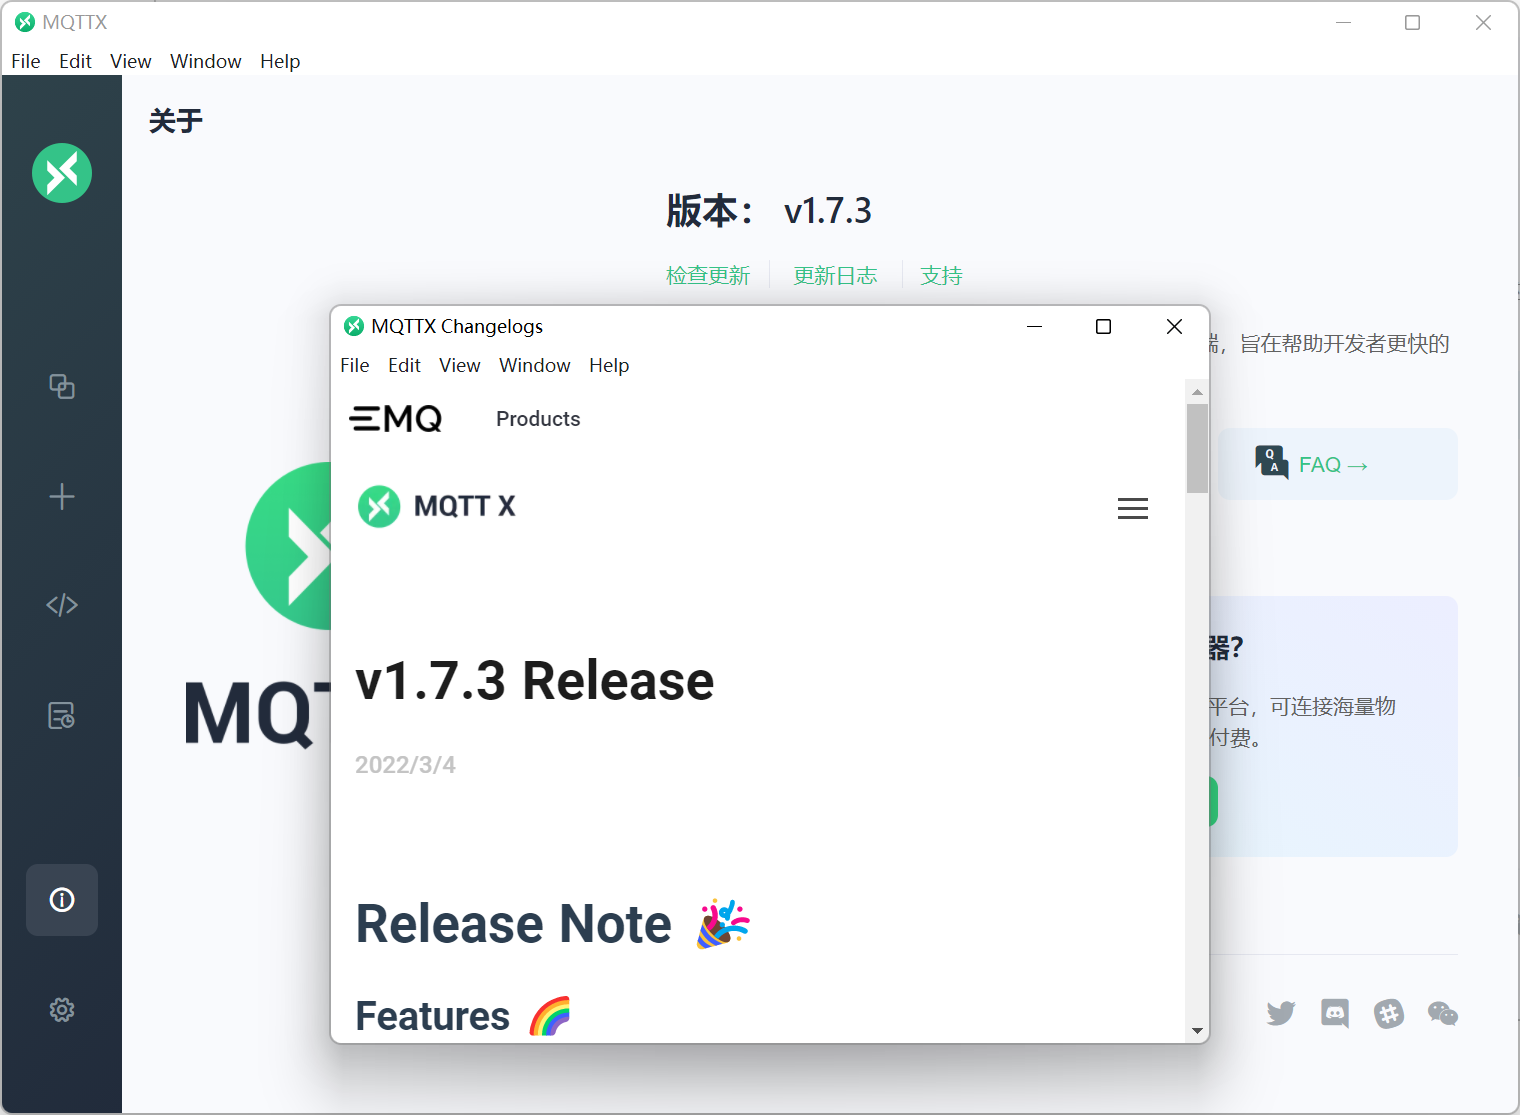 MQTTX
File Edit View Window Help
关于
版本： v1.7.3
检查更新 更新日志 支持
端，旨在帮助开发者更快的
MQTTX Changelogs
File Edit View Window Help
EMQ Products
Q A FAQ →
MQTT X
器?
v1.7.3 Release
平台，可连接海量物
付费。
MQT
2022/3/4
Release Note
Features